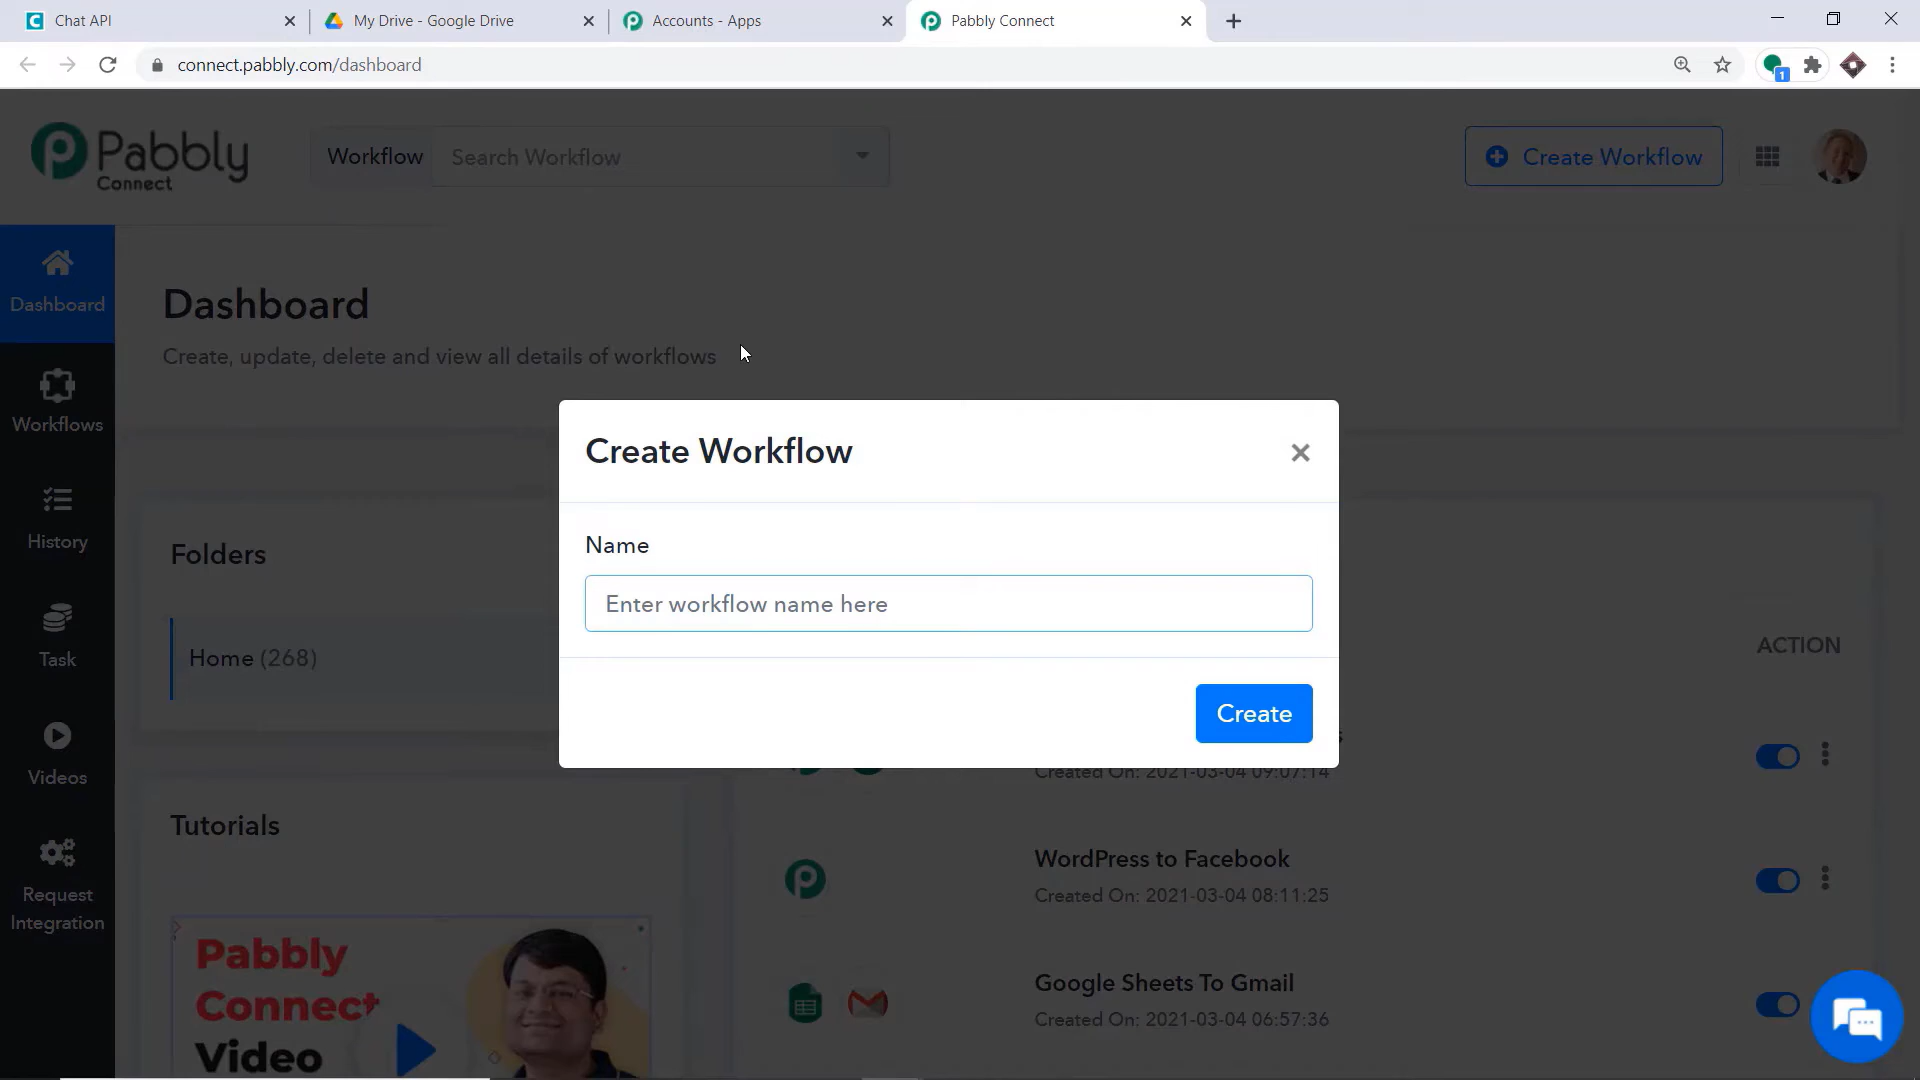 Chat API
My Drive - Google Drive
Accounts - Apps
Pabbly Connect
connect.pabbly.com/dashboard
1
Pabbly
Connect
Workflow
Search Workflow
Create Workflow
Dashboard
Dashboard
Create, update, delete and view all details of workflows
Workflows
Create Workflow
Name
Enter workflow name here
Create
History
Folders
Home (268)
Task
ACTION
Videos
Created On: 2021-03-04 09:07:14
Tutorials
WordPress to Facebook
Created On: 2021-03-04 08:11:25
Request
Integration
Pabbly
Connect
Video
Google Sheets To Gmail
Created On: 2021-03-04 06:57:36